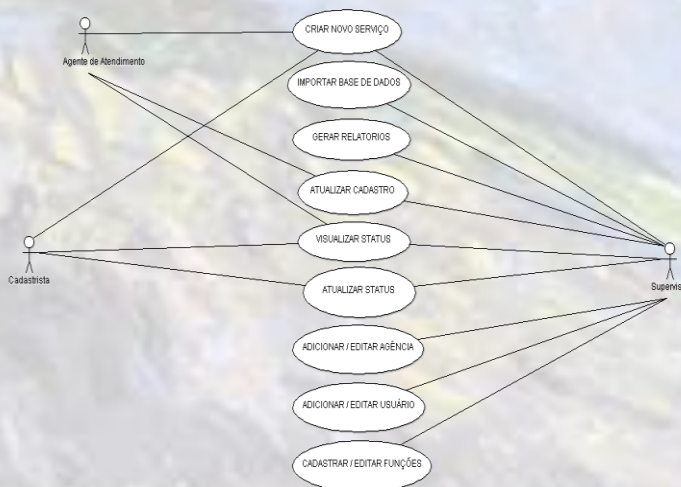 CRIAR NOVO SERVIÇO
Agente de Atendimento
IMPORTAR BASE DE DADOS
GERAR RELATORIOS
ATUALIZAR CADASTRO
VISUALIZAR STATUS
Cadastrista
Supervis
ATUALIZAR STATUS
ADICIONAR / EDITAR AGÊNCIA
ADICIONAR / EDITAR USUÁRIO
CADASTRAR / EDITAR FUNÇÕES